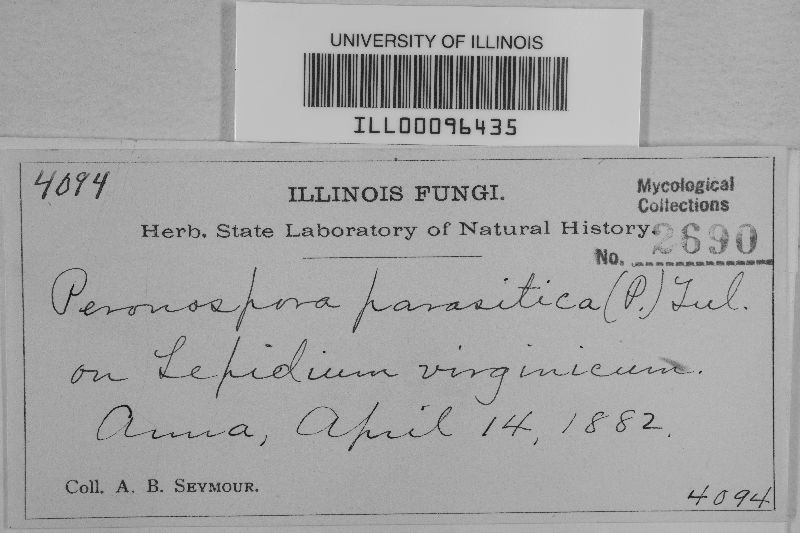 UNIVERSITY OF ILLINOIS
ILL00096435
4094
ILLINOIS FUNGI.
Mycological
Collections
Herb. State Laboratory of Natural History.
No. 2690
Peronospora parasitica (P.) Tul.
on Lepidium virginicum.
Anna, April 14, 1882.
Coll. A. B. SEYMOUR.
4094